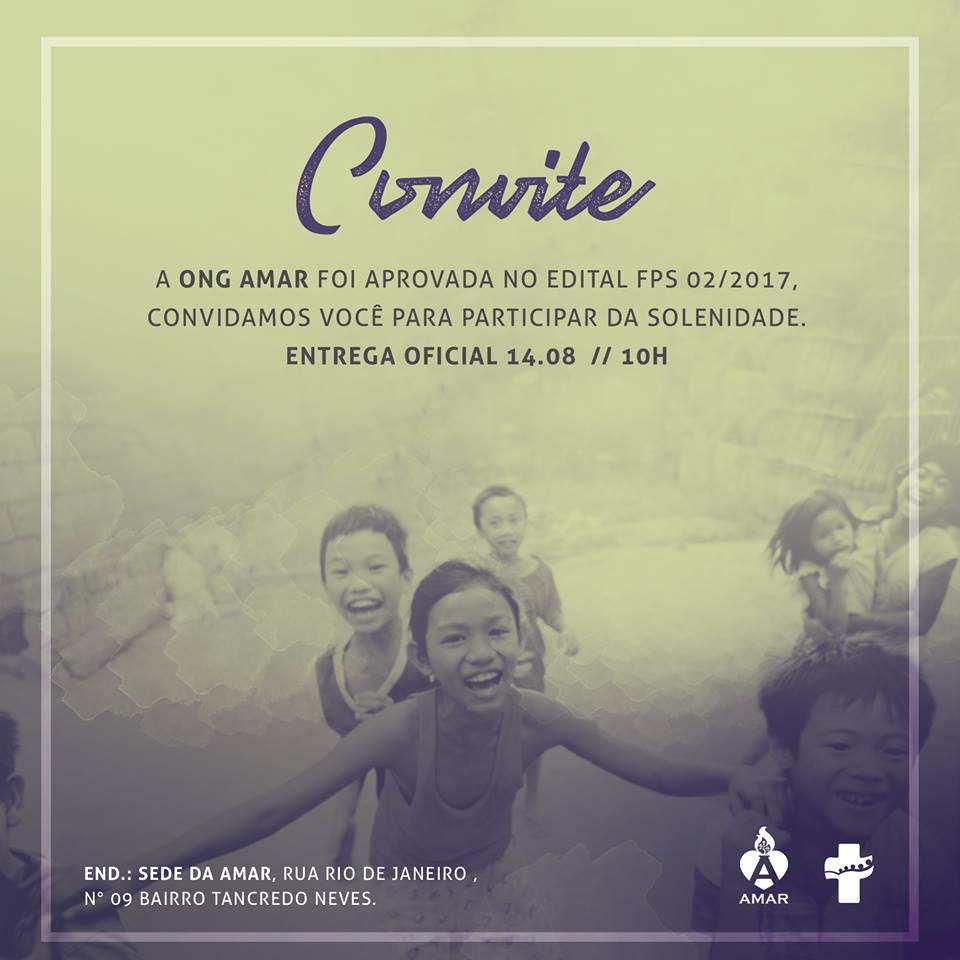 Convite
A ONG AMAR FOI APROVADA NO EDITAL FPS 02/2017,
CONVIDAMOS VOCÊ PARA PARTICIPAR DA SOLENIDADE.
ENTREGA OFICIAL 14.08 // 10H
END.: SEDE DA AMAR, RUA RIO DE JANEIRO ,
N° 09 BAIRRO TANCREDO NEVES.
A
AMAR